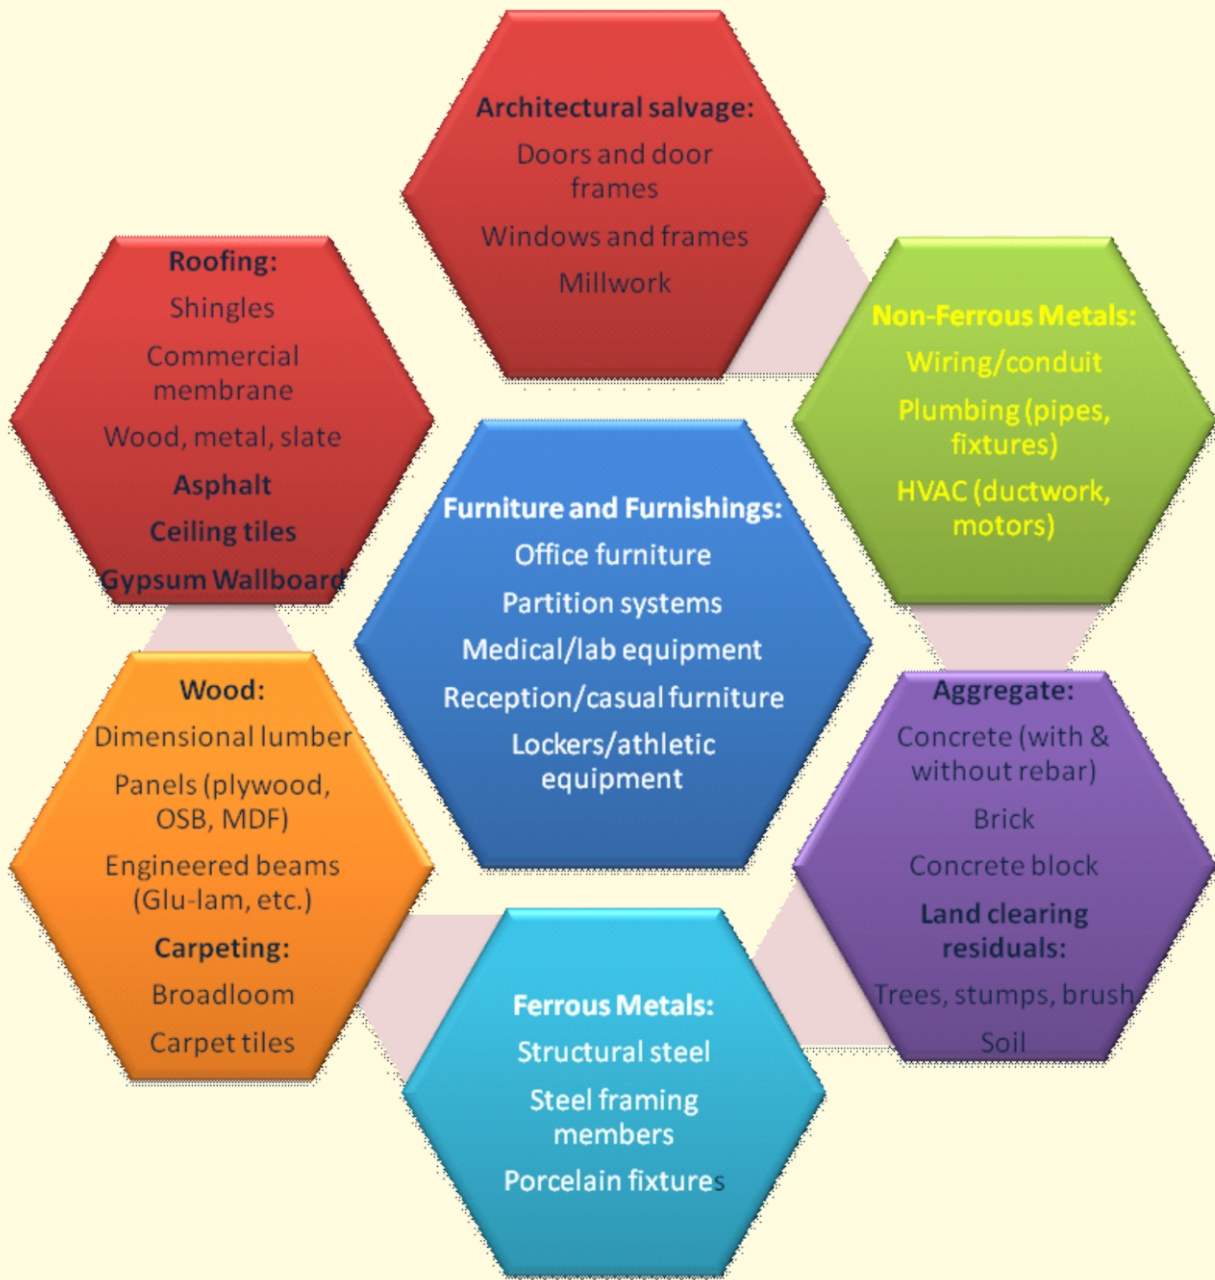 Architectural salvage:
Doors and door
frames
Windows and frames
Millwork
Roofing:
Shingles
Commercial
membrane
Wood, metal, slate
Asphalt
Ceiling tiles
Gypsum Wallboard
Non-Ferrous Metals:
Wiring/conduit
Plumbing (pipes,
fixtures)
HVAC (ductwork,
motors)
Furniture and Furnishings:
Office furniture
Partition systems
Medical/lab equipment
Reception/casual furniture
Lockers/athletic
equipment
Wood:
Dimensional lumber
Panels (plywood,
OSB, MDF)
Engineered beams
(Glu-lam, etc.)
Carpeting:
Broadloom
Carpet tiles
Aggregate:
Concrete (with &
without rebar)
Brick
Concrete block
Land clearing
residuals:
Trees, stumps, brush
Soil
Ferrous Metals:
Structural steel
Steel framing
members
Porcelain fixtures